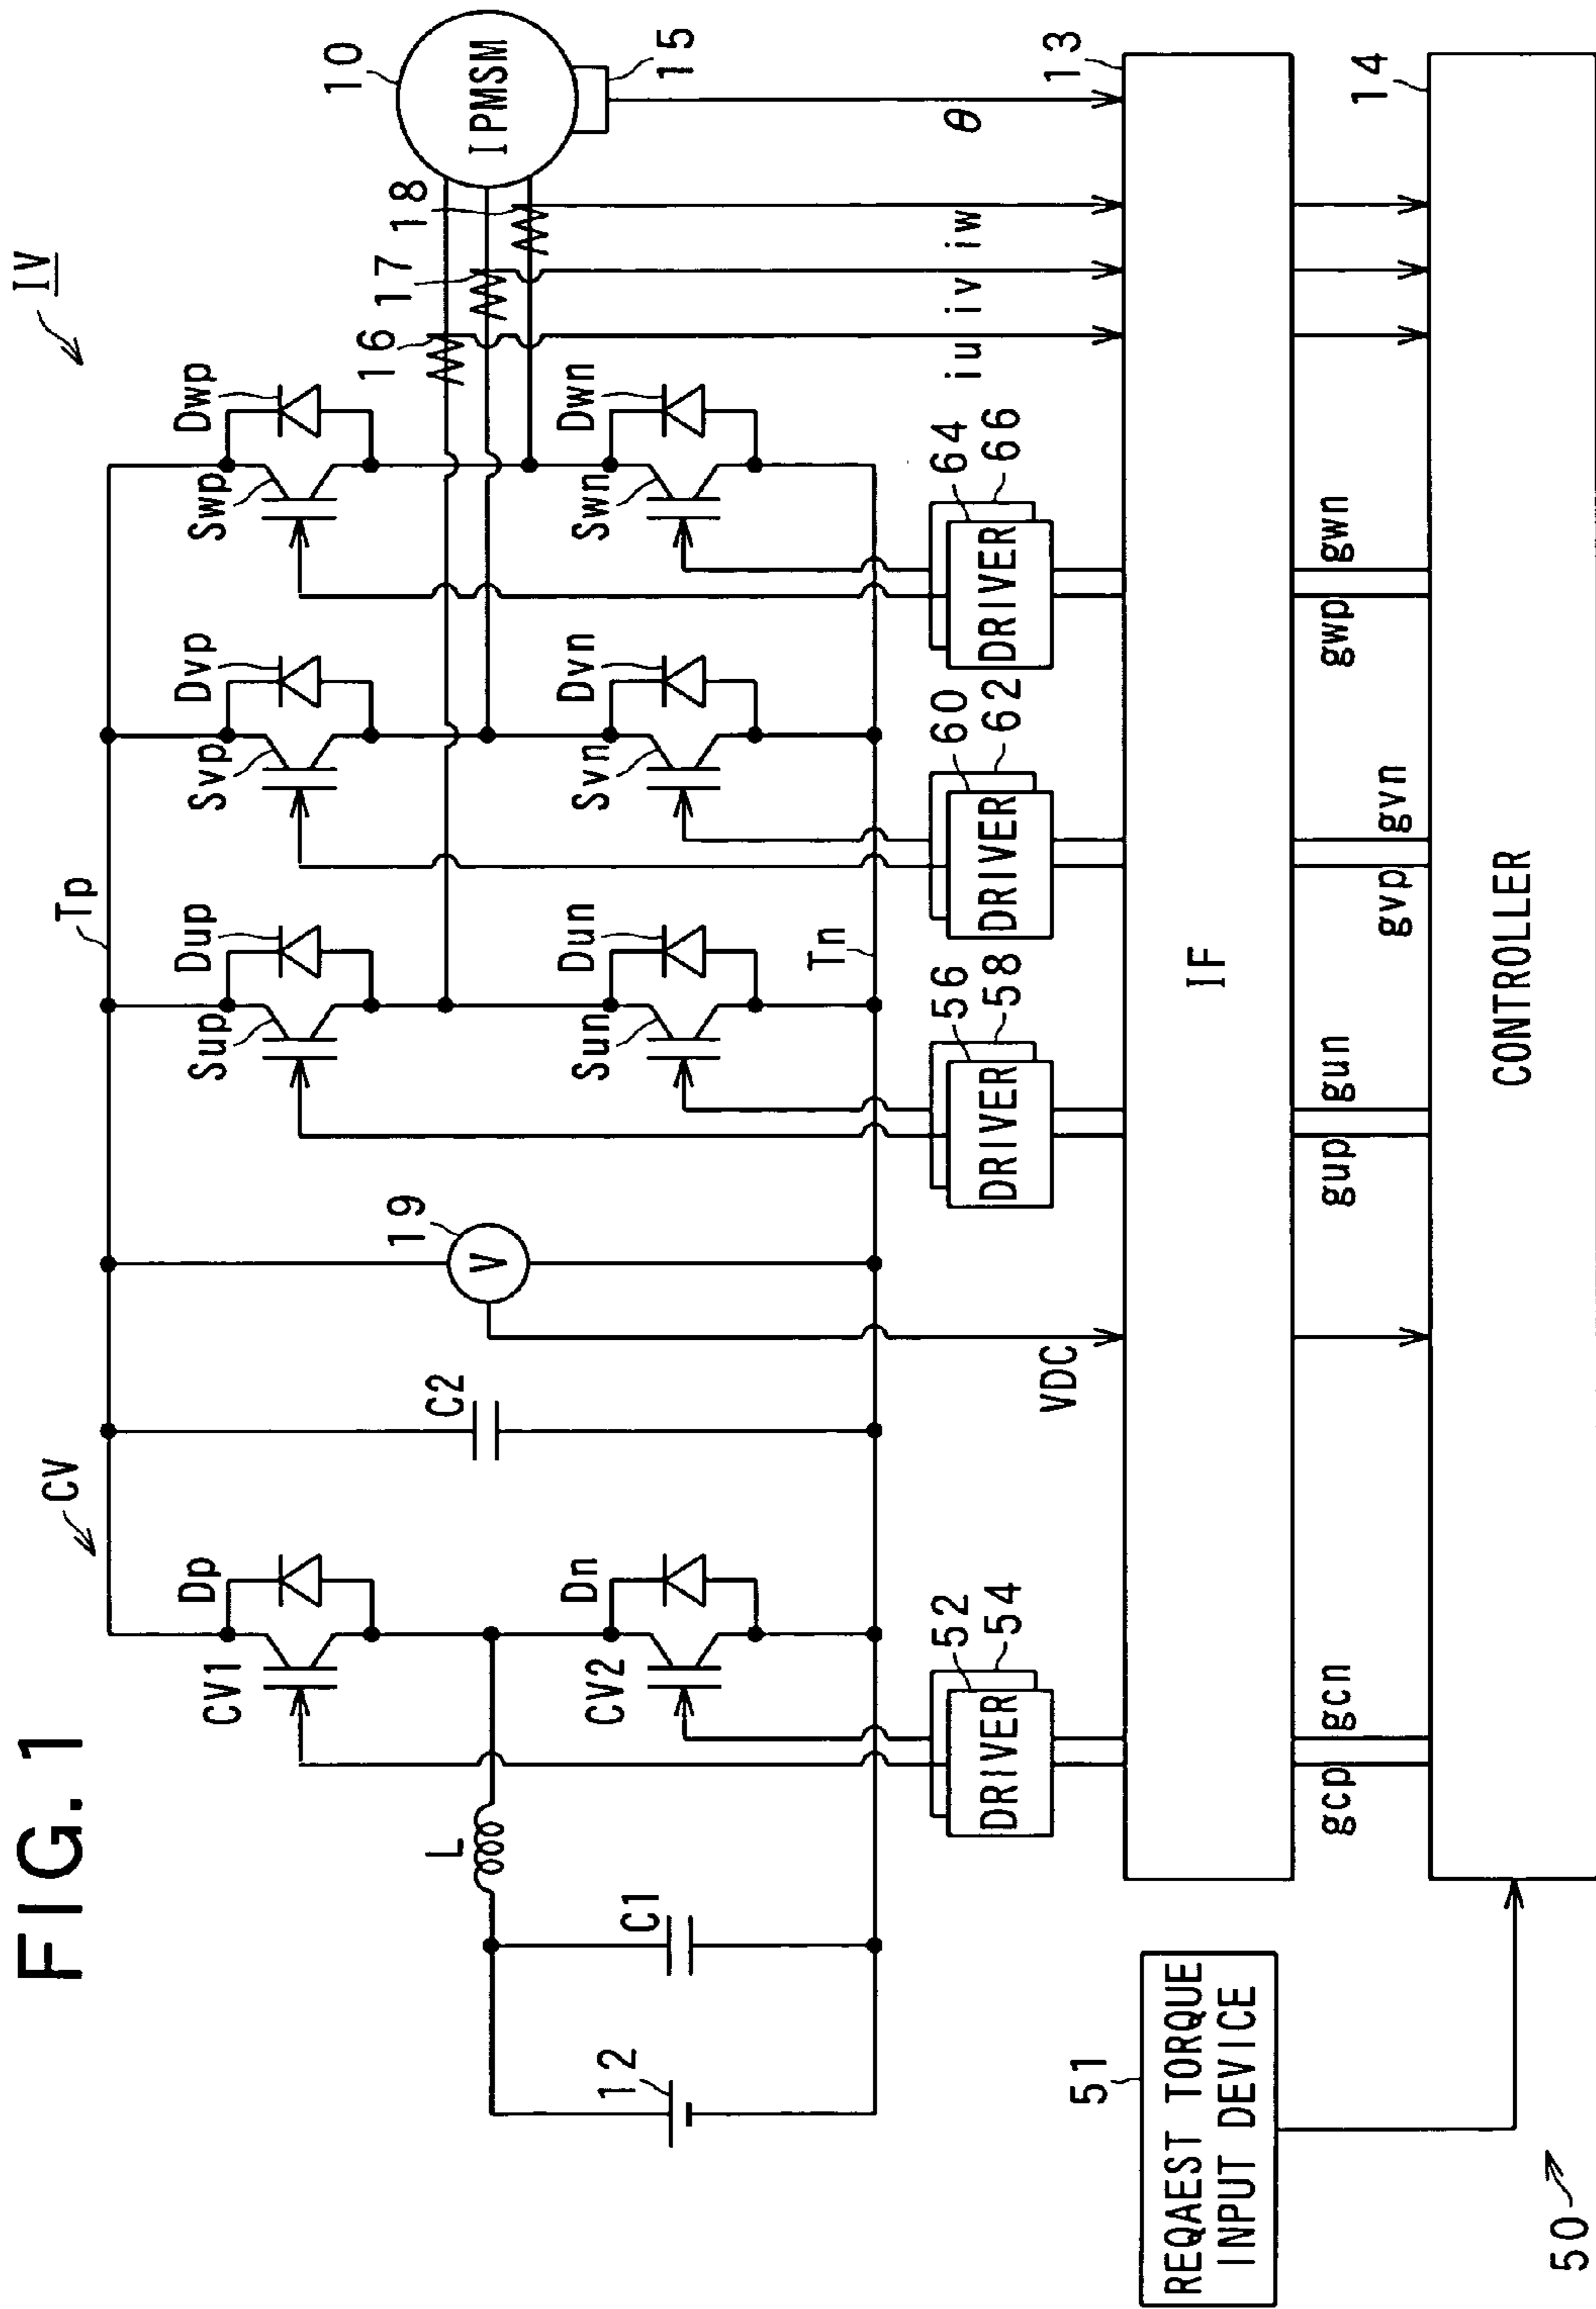 FIG. 1
CV
IV
Tp
CV1
Dp
Sup
Dup
Svp
Dvp
Swp
Dwp
10
IPMSM
15
L
C2
19
V
16
17
18
12
C1
CV2
Dn
Sun
Dun
Svn
Dvn
Swn
Dwn
Tn
52
54
DRIVER
56
58
DRIVER
60
62
DRIVER
64
66
DRIVER
VDC
iu
iv
iw
θ
13
IF
gcp
gcn
gup
gun
gvp
gvn
gwp
gwn
14
CONTROLLER
51
REQAEST TORQUE
INPUT DEVICE
50